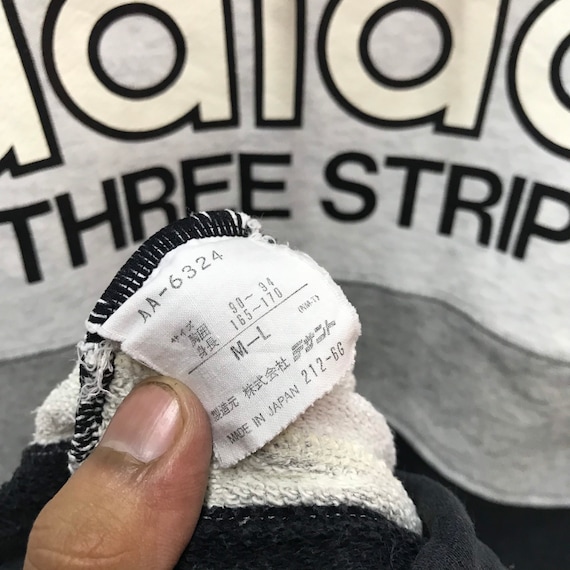 adidas
THREE STRIP
AA-6324
サイズ
胸囲 90~94
身長 165~170
M-L
製造元 株式会社 デサント
MADE IN JAPAN 212-66